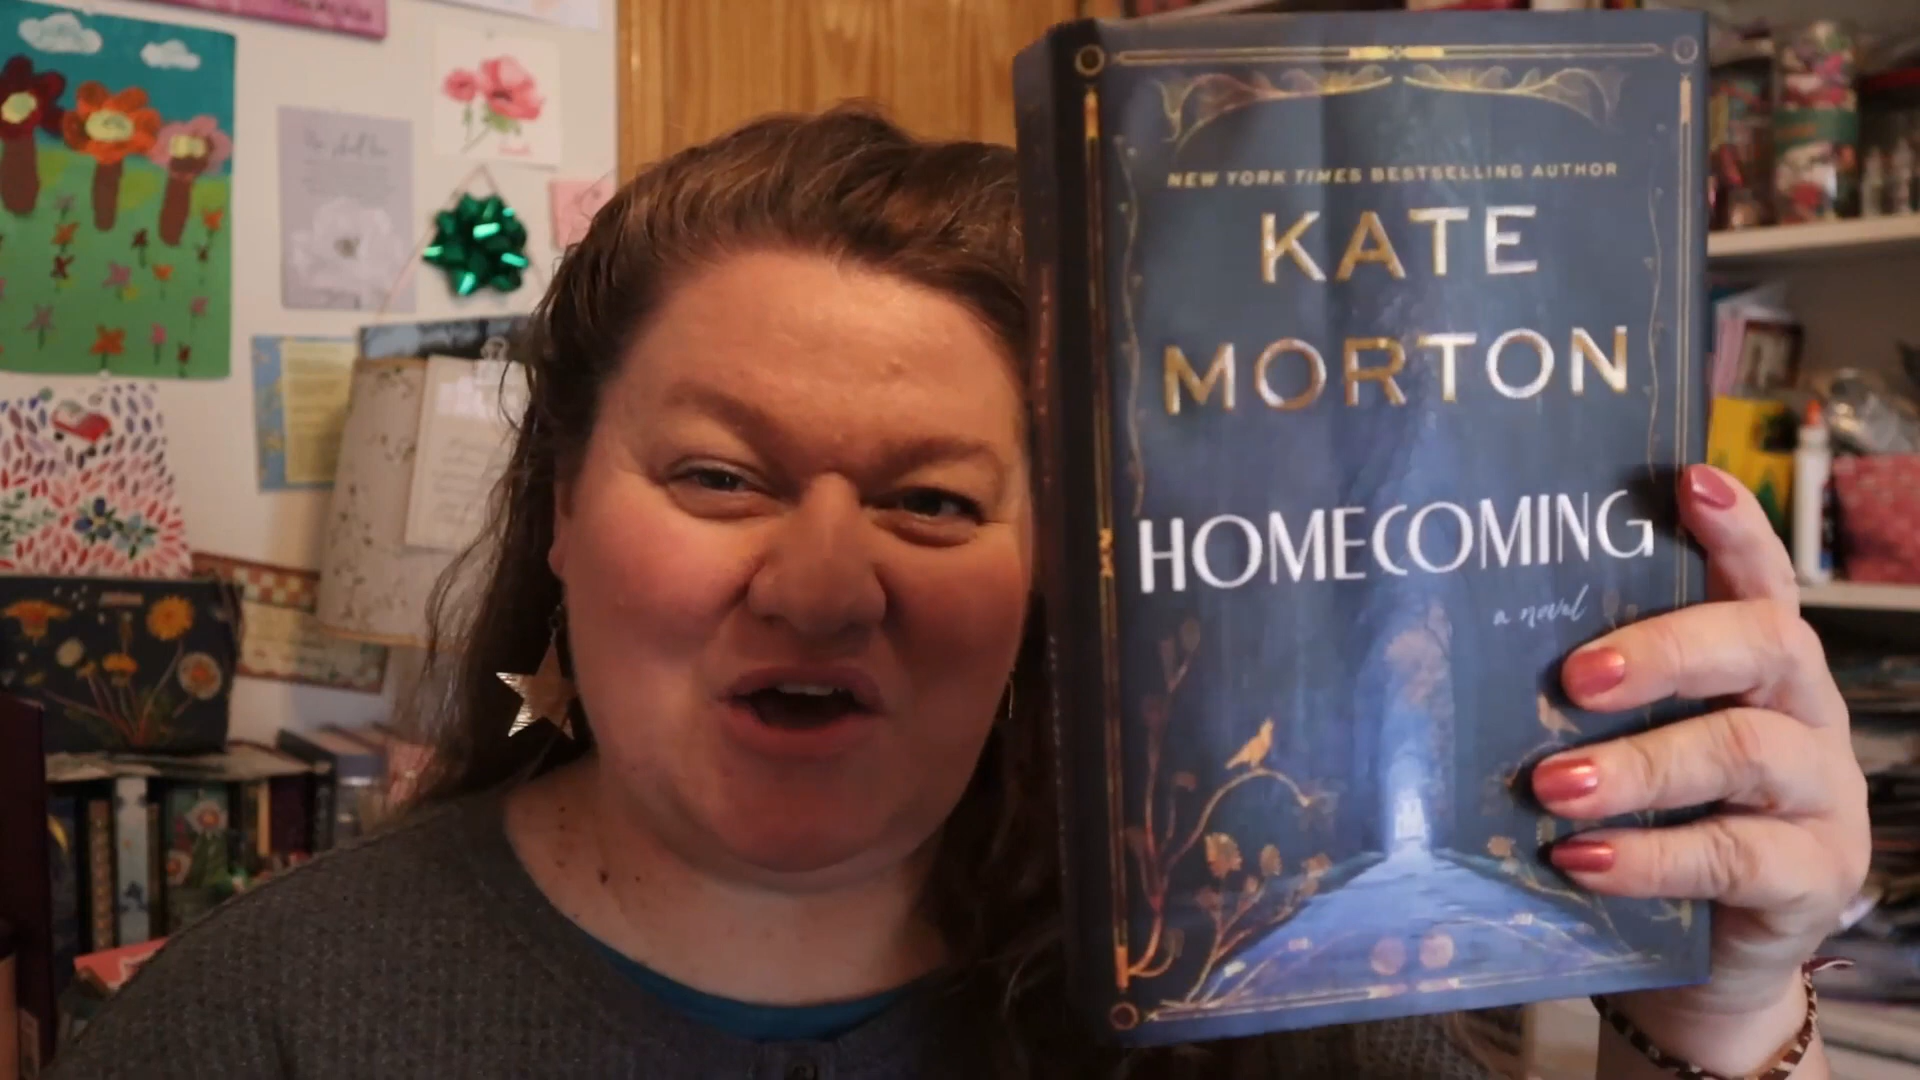 NEW YORK TIMES BESTSELLING AUTHOR
KATE
MORTON
HOMECOMING
a novel